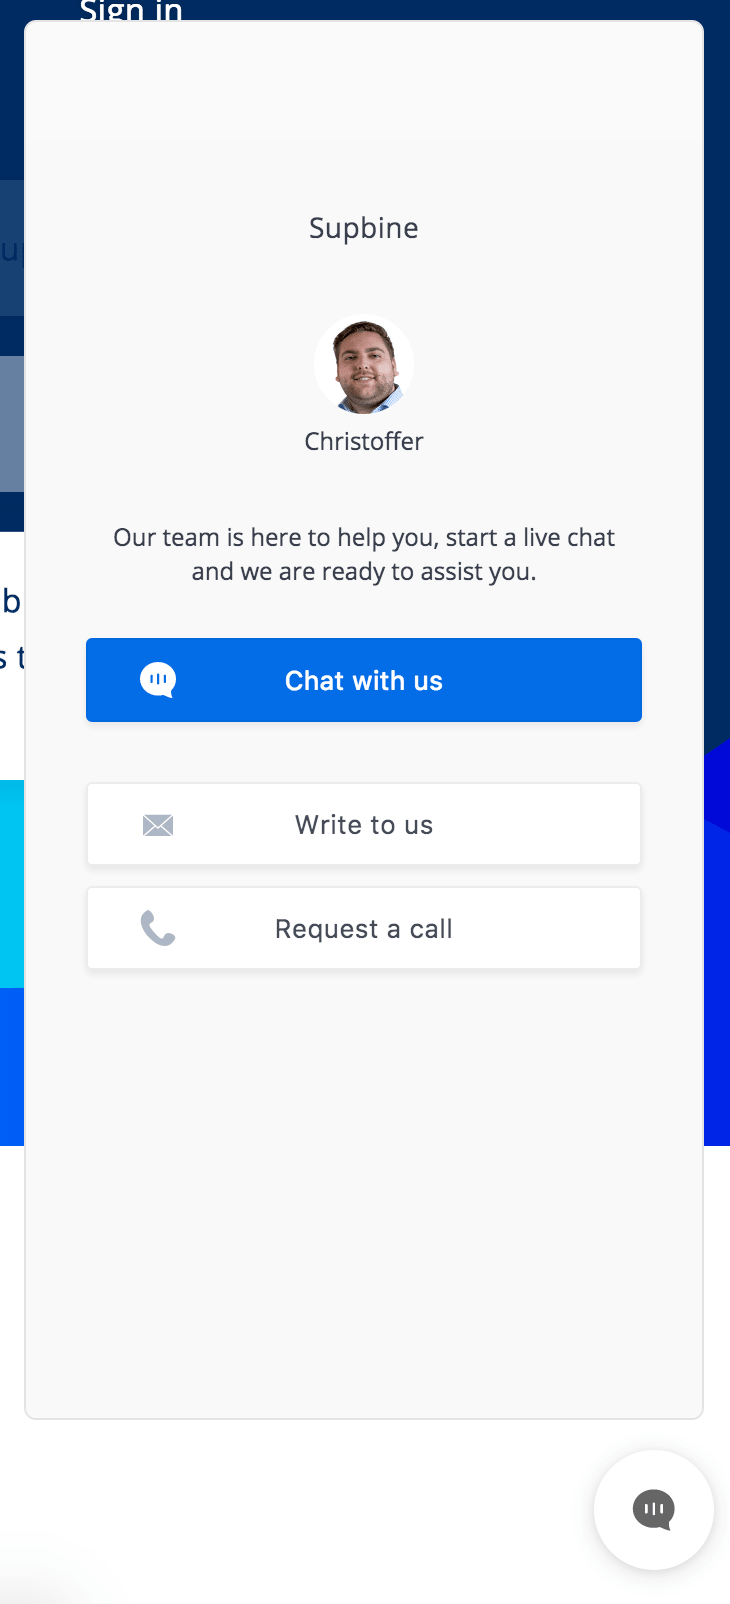 Sign in
Supbine
Christoffer
Our team is here to help you, start a live chat
and we are ready to assist you.
Chat with us
Write to us
Request a call